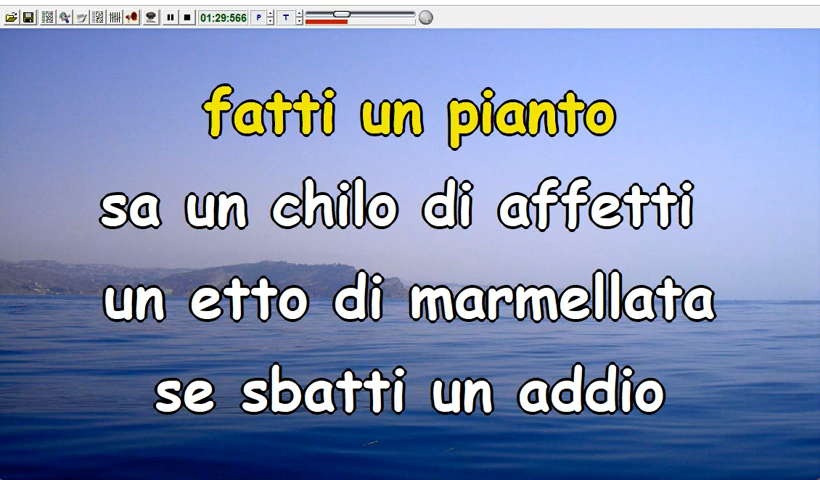 01:29:566
P
T
fatti un pianto
sa un chilo di affetti
un etto di marmellata
se sbatti un addio